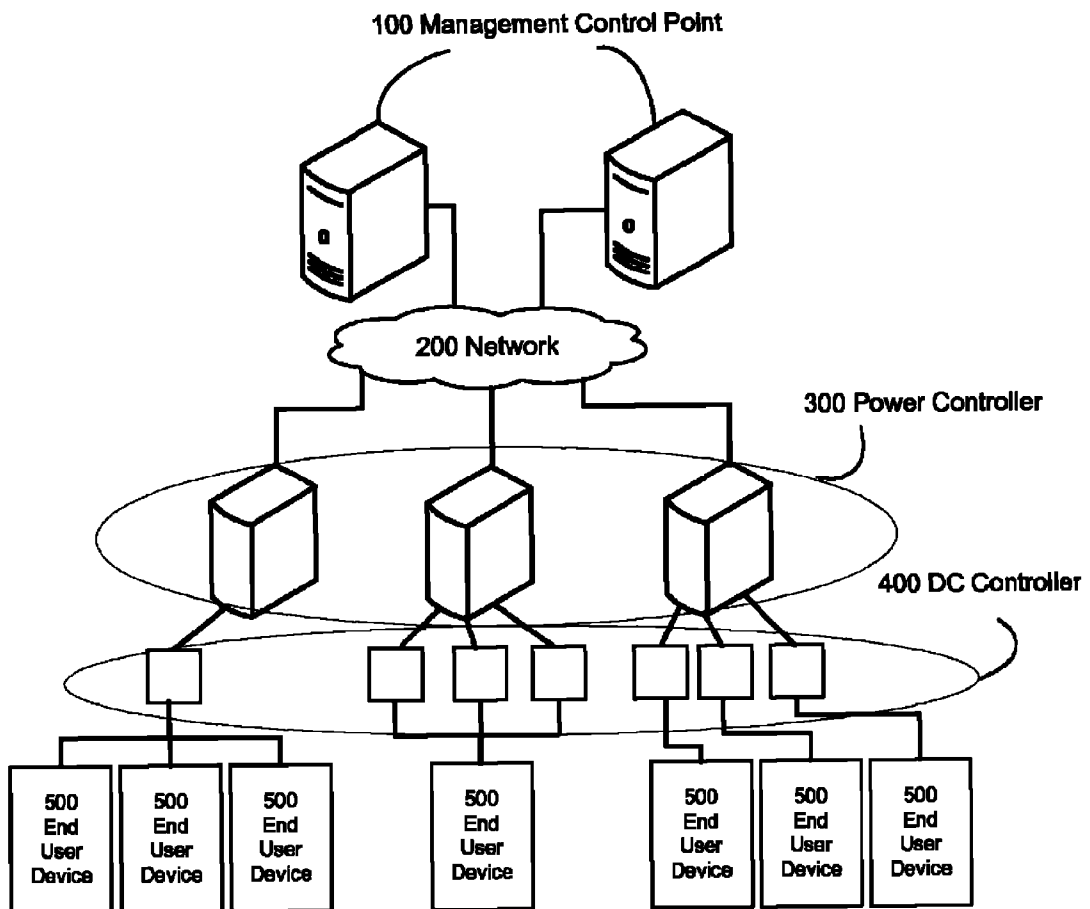 100 Management Control Point
200 Network
300 Power Controller
400 DC Controller
500
End
User
Device
500
End
User
Device
500
End
User
Device
500
End
User
Device
500
End
User
Device
500
End
User
Device
500
End
User
Device